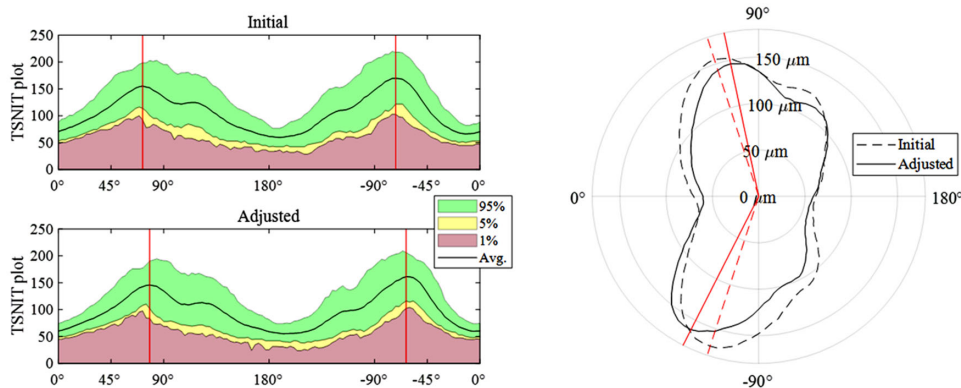 Initial
TSNIT plot
250
200
150
100
50
0
0° 45° 90° 180° -90° -45° 0°
Adjusted
TSNIT plot
250
200
150
100
50
0
0° 45° 90° 180° -90° -45° 0°
95%
5%
1%
Avg.
90°
150 μm
100 μm
50 μm
0 μm
0°
180°
-90°
Initial
Adjusted